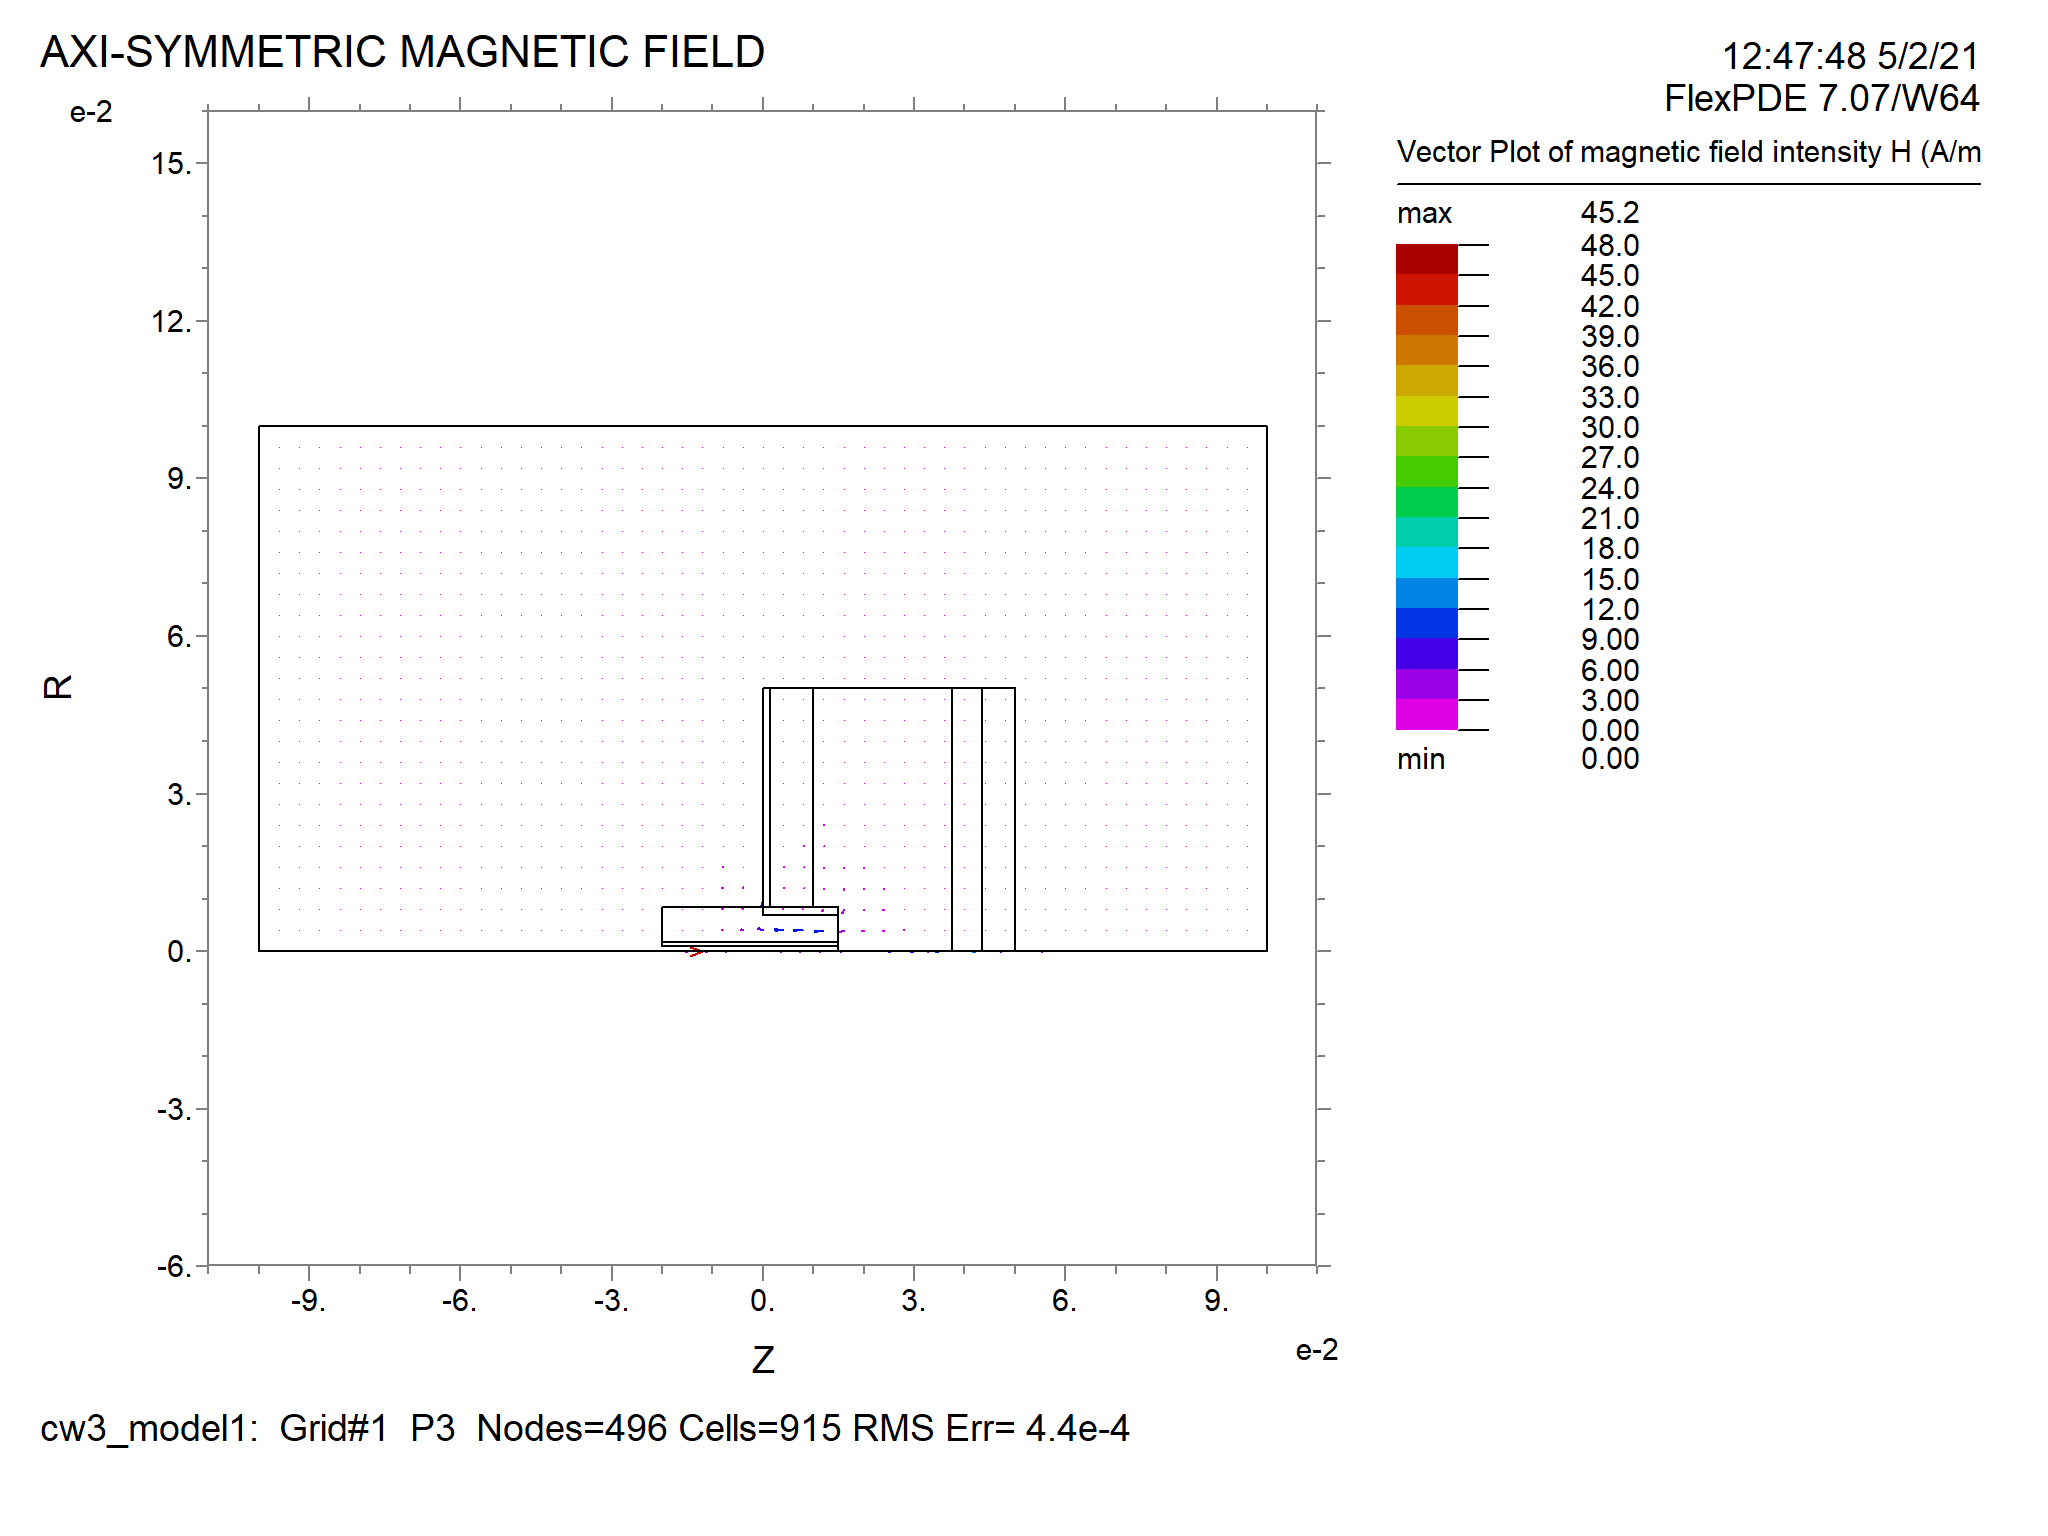 AXI-SYMMETRIC MAGNETIC FIELD
12:47:48 5/2/21
FlexPDE 7.07/W64
Vector Plot of magnetic field intensity H (A/m
max 45.2
48.0
45.0
42.0
39.0
36.0
33.0
30.0
27.0
24.0
21.0
18.0
15.0
12.0
9.00
6.00
3.00
0.00
min 0.00
e-2
15.
12.
9.
6.
3.
0.
-3.
-6.
R
-9. -6. -3. 0. 3. 6. 9.
e-2
Z
cw3_model1: Grid#1 P3 Nodes=496 Cells=915 RMS Err= 4.4e-4